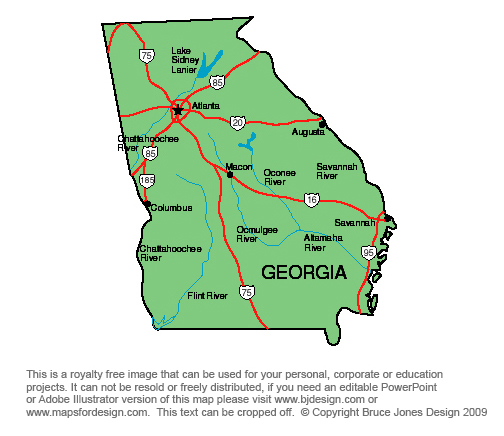 Lake
Sidney
Lanier
75
85
Atlanta
20
Augusta
Chattahoochee
River
85
Macon
Oconee
River
Savannah
River
185
16
Columbus
Savannah
Ocmulgee
River
Altamaha
River
Chattahoochee
River
95
GEORGIA
Flint River
75
This is a royalty free image that can be used for your personal, corporate or education
projects. It can not be resold or freely distributed, if you need an editable PowerPoint
or Adobe Illustrator version of this map please visit www.bjdesign.com or
www.mapsfordesign.com. This text can be cropped off. © Copyright Bruce Jones Design 2009